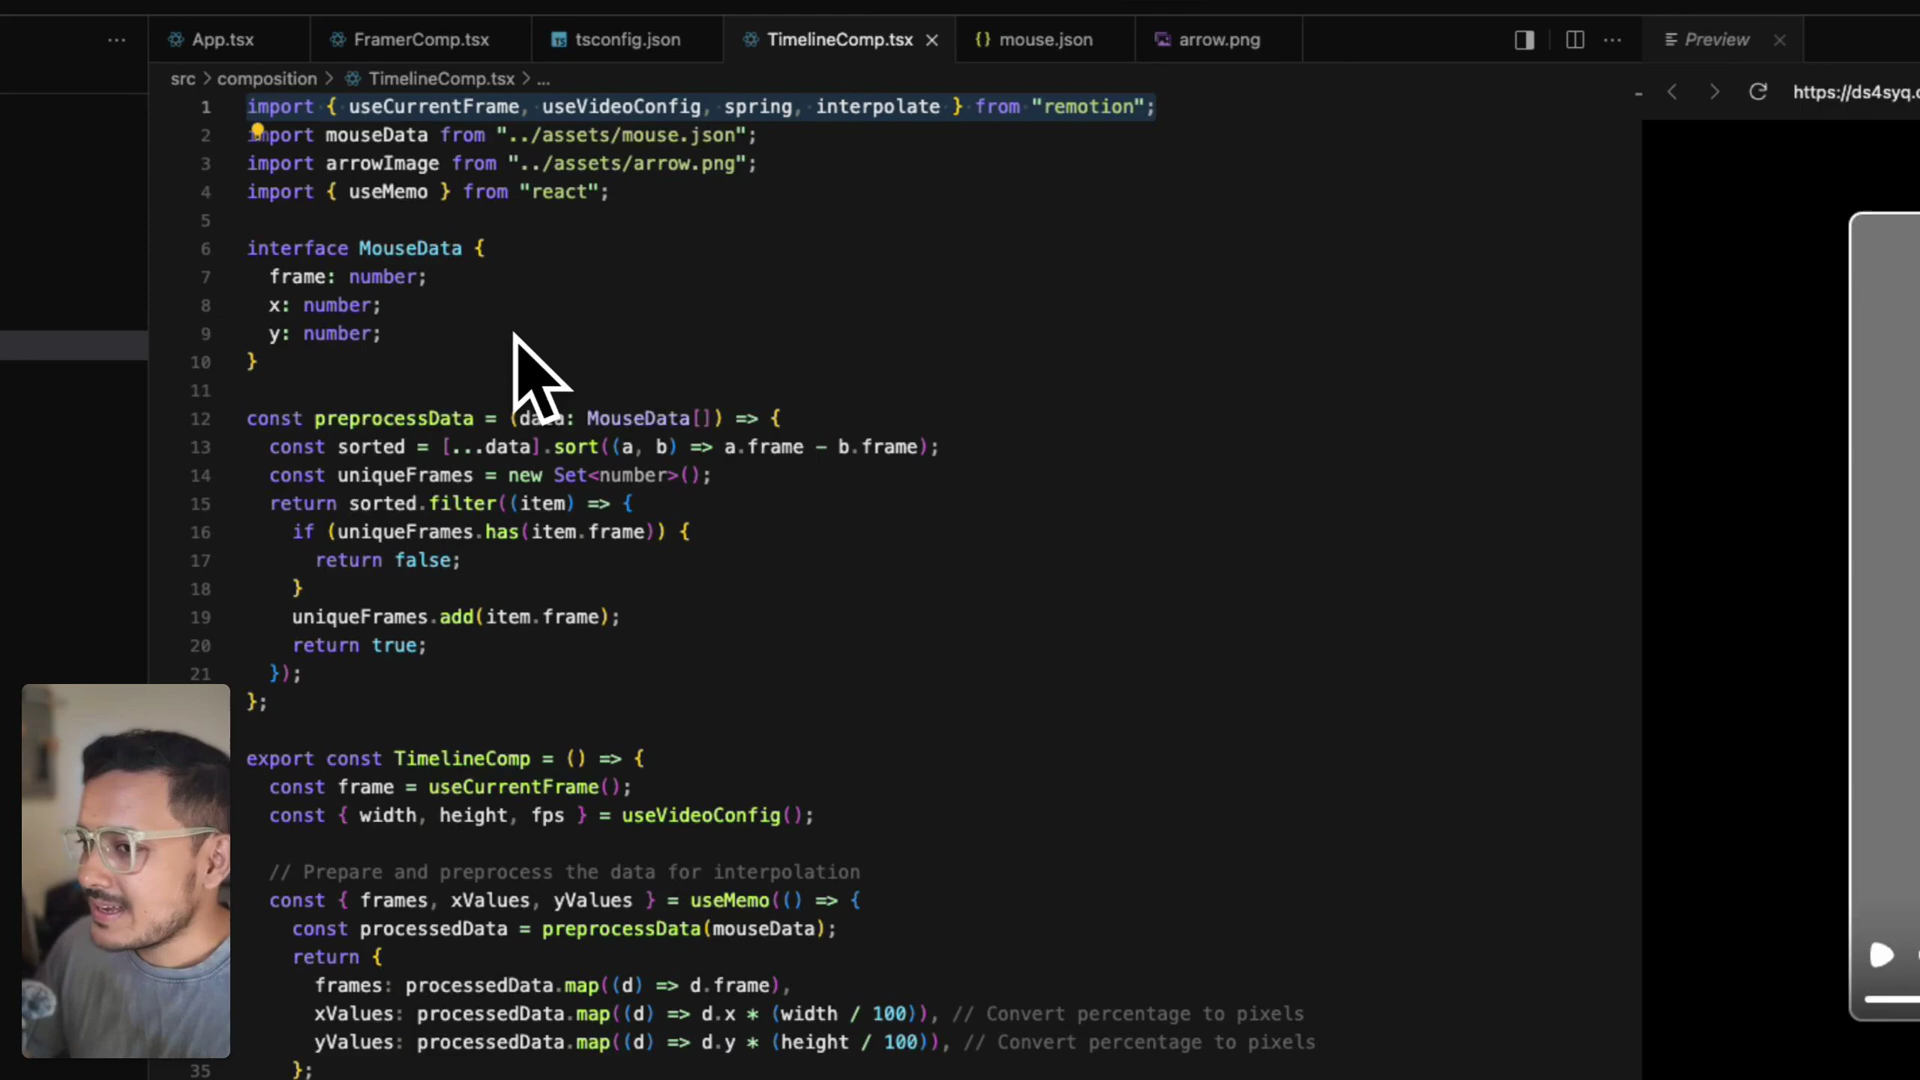 App.tsx
FramerComp.tsx
tsconfig.json
TimelineComp.tsx
mouse.json
arrow.png
Preview
src > composition > TimelineComp.tsx > ...
https://ds4syq.c
1 import { useCurrentFrame, useVideoConfig, spring, interpolate } from "remotion";
2 import mouseData from "../assets/mouse.json";
3 import arrowImage from "../assets/arrow.png";
4 import { useMemo } from "react";
5
6 interface MouseData {
7 frame: number;
8 x: number;
9 y: number;
10 }
11
12 const preprocessData = (data: MouseData[]) => {
13 const sorted = [...data].sort((a, b) => a.frame - b.frame);
14 const uniqueFrames = new Set<number>();
15 return sorted.filter((item) => {
16 if (uniqueFrames.has(item.frame)) {
17 return false;
18 }
19 uniqueFrames.add(item.frame);
20 return true;
21 });
};
export const TimelineComp = () => {
const frame = useCurrentFrame();
const { width, height, fps } = useVideoConfig();
// Prepare and preprocess the data for interpolation
const { frames, xValues, yValues } = useMemo(() => {
const processedData = preprocessData(mouseData);
return {
frames: processedData.map((d) => d.frame),
xValues: processedData.map((d) => d.x * (width / 100)), // Convert percentage to pixels
yValues: processedData.map((d) => d.y * (height / 100)), // Convert percentage to pixels
35 };